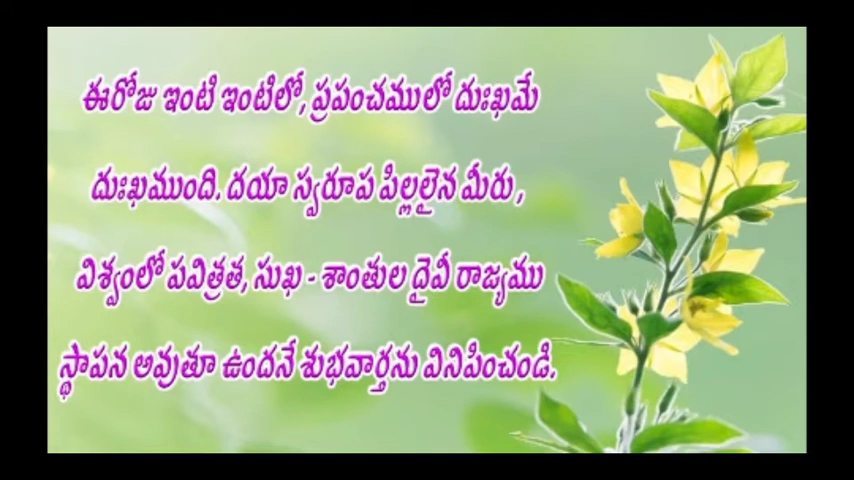 ఈరోజు ఇంటి ఇంటిలో, ప్రపంచములో దుఃఖమే
దుఃఖముంది. దయా స్వరూప పిల్లలైన మీరు,
విశ్వంలో పవిత్రత, సుఖ - శాంతుల దైవీ రాజ్యము
స్థాపన అవుతూ ఉందనే శుభవార్తను వినిపించండి.